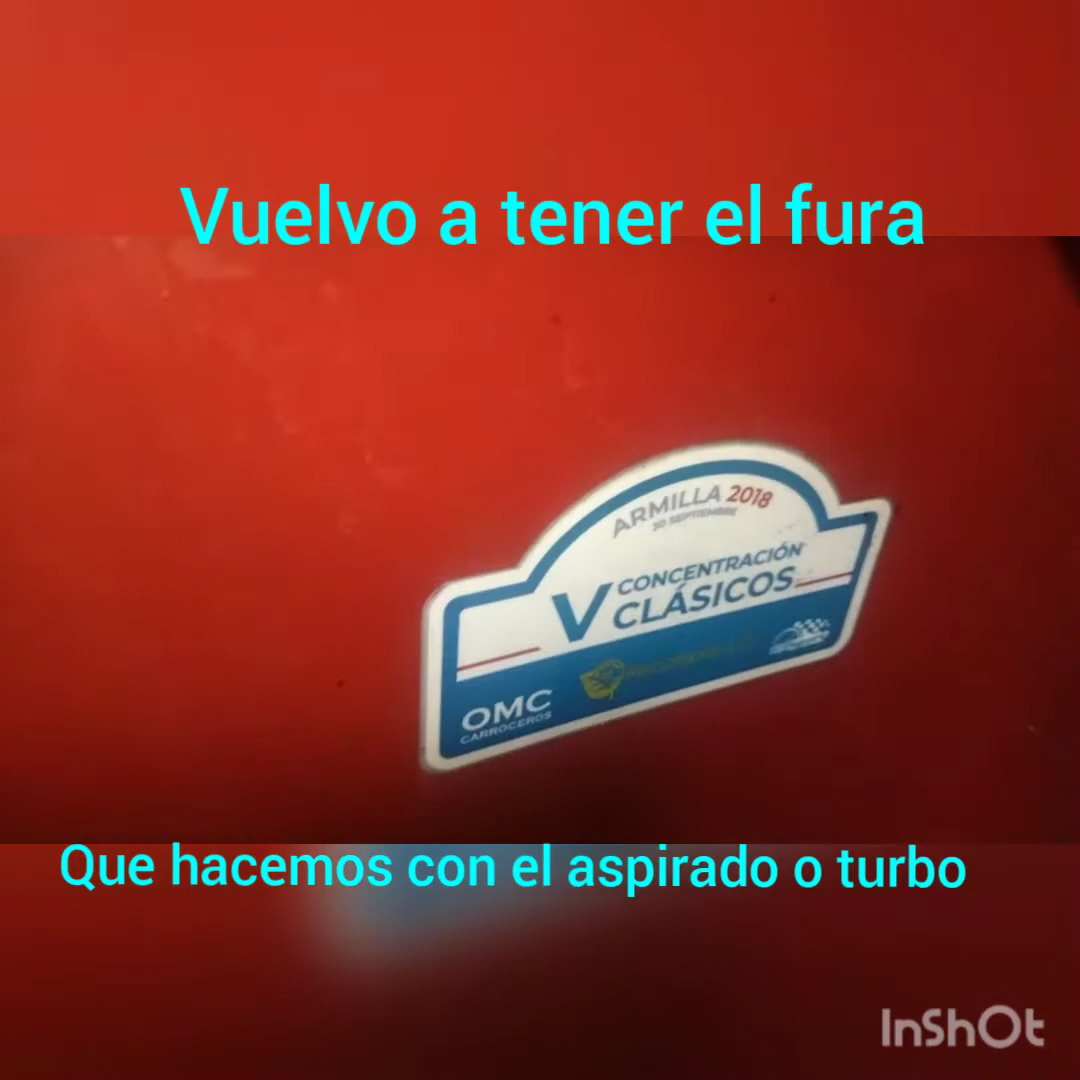 Vuelvo a tener el fura
ARMILLA 2018
30 SEPTIEMBRE
V CONCENTRACIÓN
CLÁSICOS
OMC
CARROCEROS
Que hacemos con el aspirado o turbo
InShOt